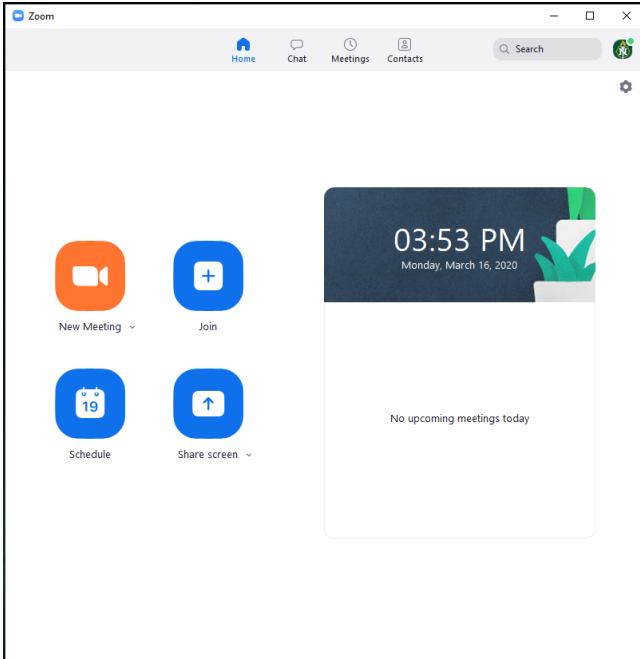 Zoom
Home
Chat
Meetings
Contacts
Search
03:53 PM
Monday, March 16, 2020
New Meeting
Join
19
Schedule
Share screen
No upcoming meetings today